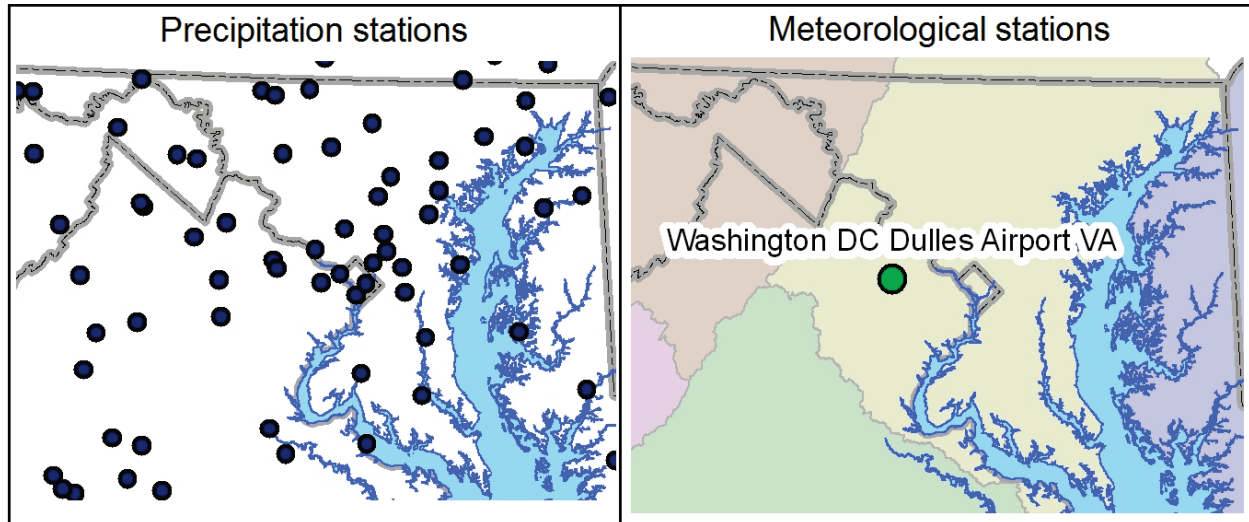 Precipitation stations
Meteorological stations
Washington DC Dulles Airport VA